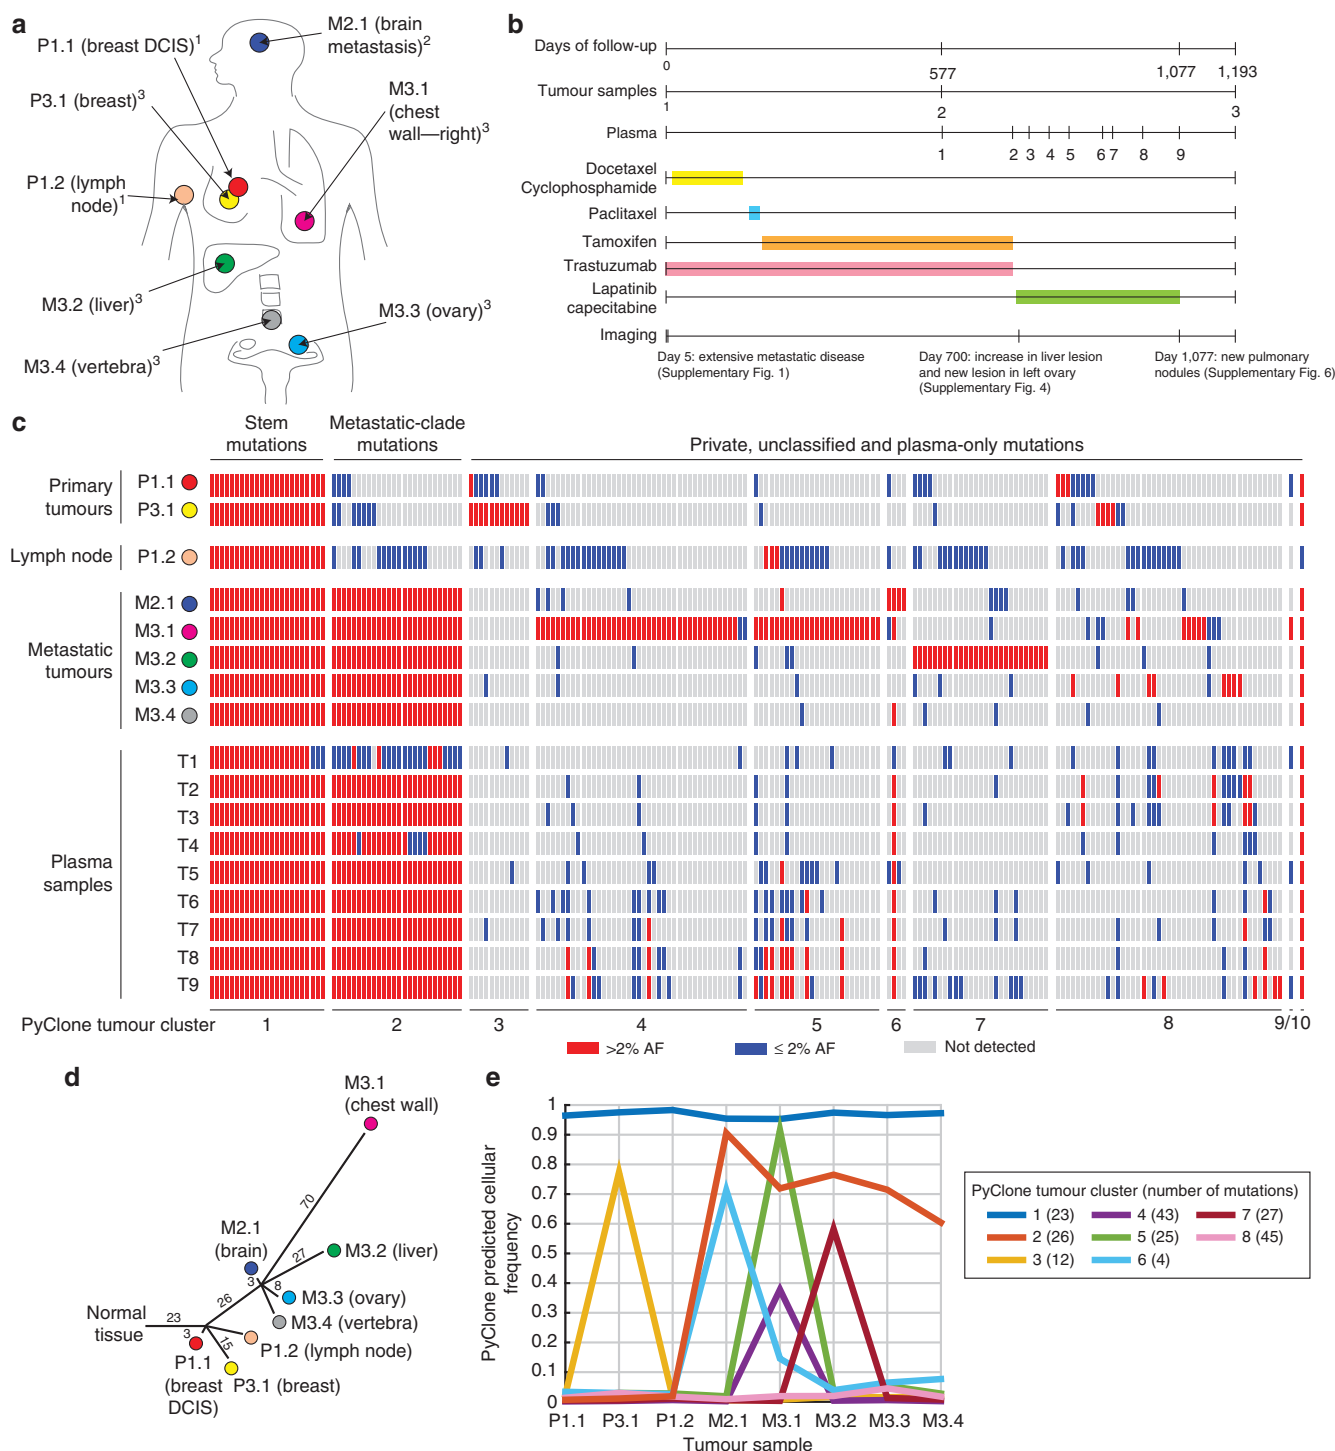 a
P1.1 (breast DCIS)1
M2.1 (brain
metastasis)2
P3.1 (breast)3
M3.1
(chest
wall—right)3
P1.2 (lymph
node)1
M3.2 (liver)3
M3.3 (ovary)3
M3.4 (vertebra)3
b
Days of follow-up
0
577
1,077
1,193
Tumour samples
1
2
3
Plasma
1 2 3 4 5 6 7 8 9
Docetaxel
Cyclophosphamide
Paclitaxel
Tamoxifen
Trastuzumab
Lapatinib
capecitabine
Imaging
Day 5: extensive metastatic disease
(Supplementary Fig. 1)
Day 700: increase in liver lesion
and new lesion in left ovary
(Supplementary Fig. 4)
Day 1,077: new pulmonary
nodules (Supplementary Fig. 6)
c
Stem
mutations
Metastatic-clade
mutations
Private, unclassified and plasma-only mutations
Primary
tumours
P1.1
P3.1
Lymph node
P1.2
Metastatic
tumours
M2.1
M3.1
M3.2
M3.3
M3.4
Plasma
samples
T1
T2
T3
T4
T5
T6
T7
T8
T9
PyClone tumour cluster
1 2 3 4 5 6 7 8 9/10
>2% AF
≤ 2% AF
Not detected
d
M3.1
(chest wall)
70
M2.1
(brain)
27
M3.2 (liver)
3
8
M3.3 (ovary)
26
M3.4 (vertebra)
Normal
tissue
23
3
15
P1.2 (lymph node)
P1.1
(breast
DCIS)
P3.1 (breast)
e
PyClone predicted cellular
frequency
1
0.9
0.8
0.7
0.6
0.5
0.4
0.3
0.2
0.1
0
P1.1 P3.1 P1.2 M2.1 M3.1 M3.2 M3.3 M3.4
Tumour sample
PyClone tumour cluster (number of mutations)
1 (23) 4 (43) 7 (27)
2 (26) 5 (25) 8 (45)
3 (12) 6 (4)